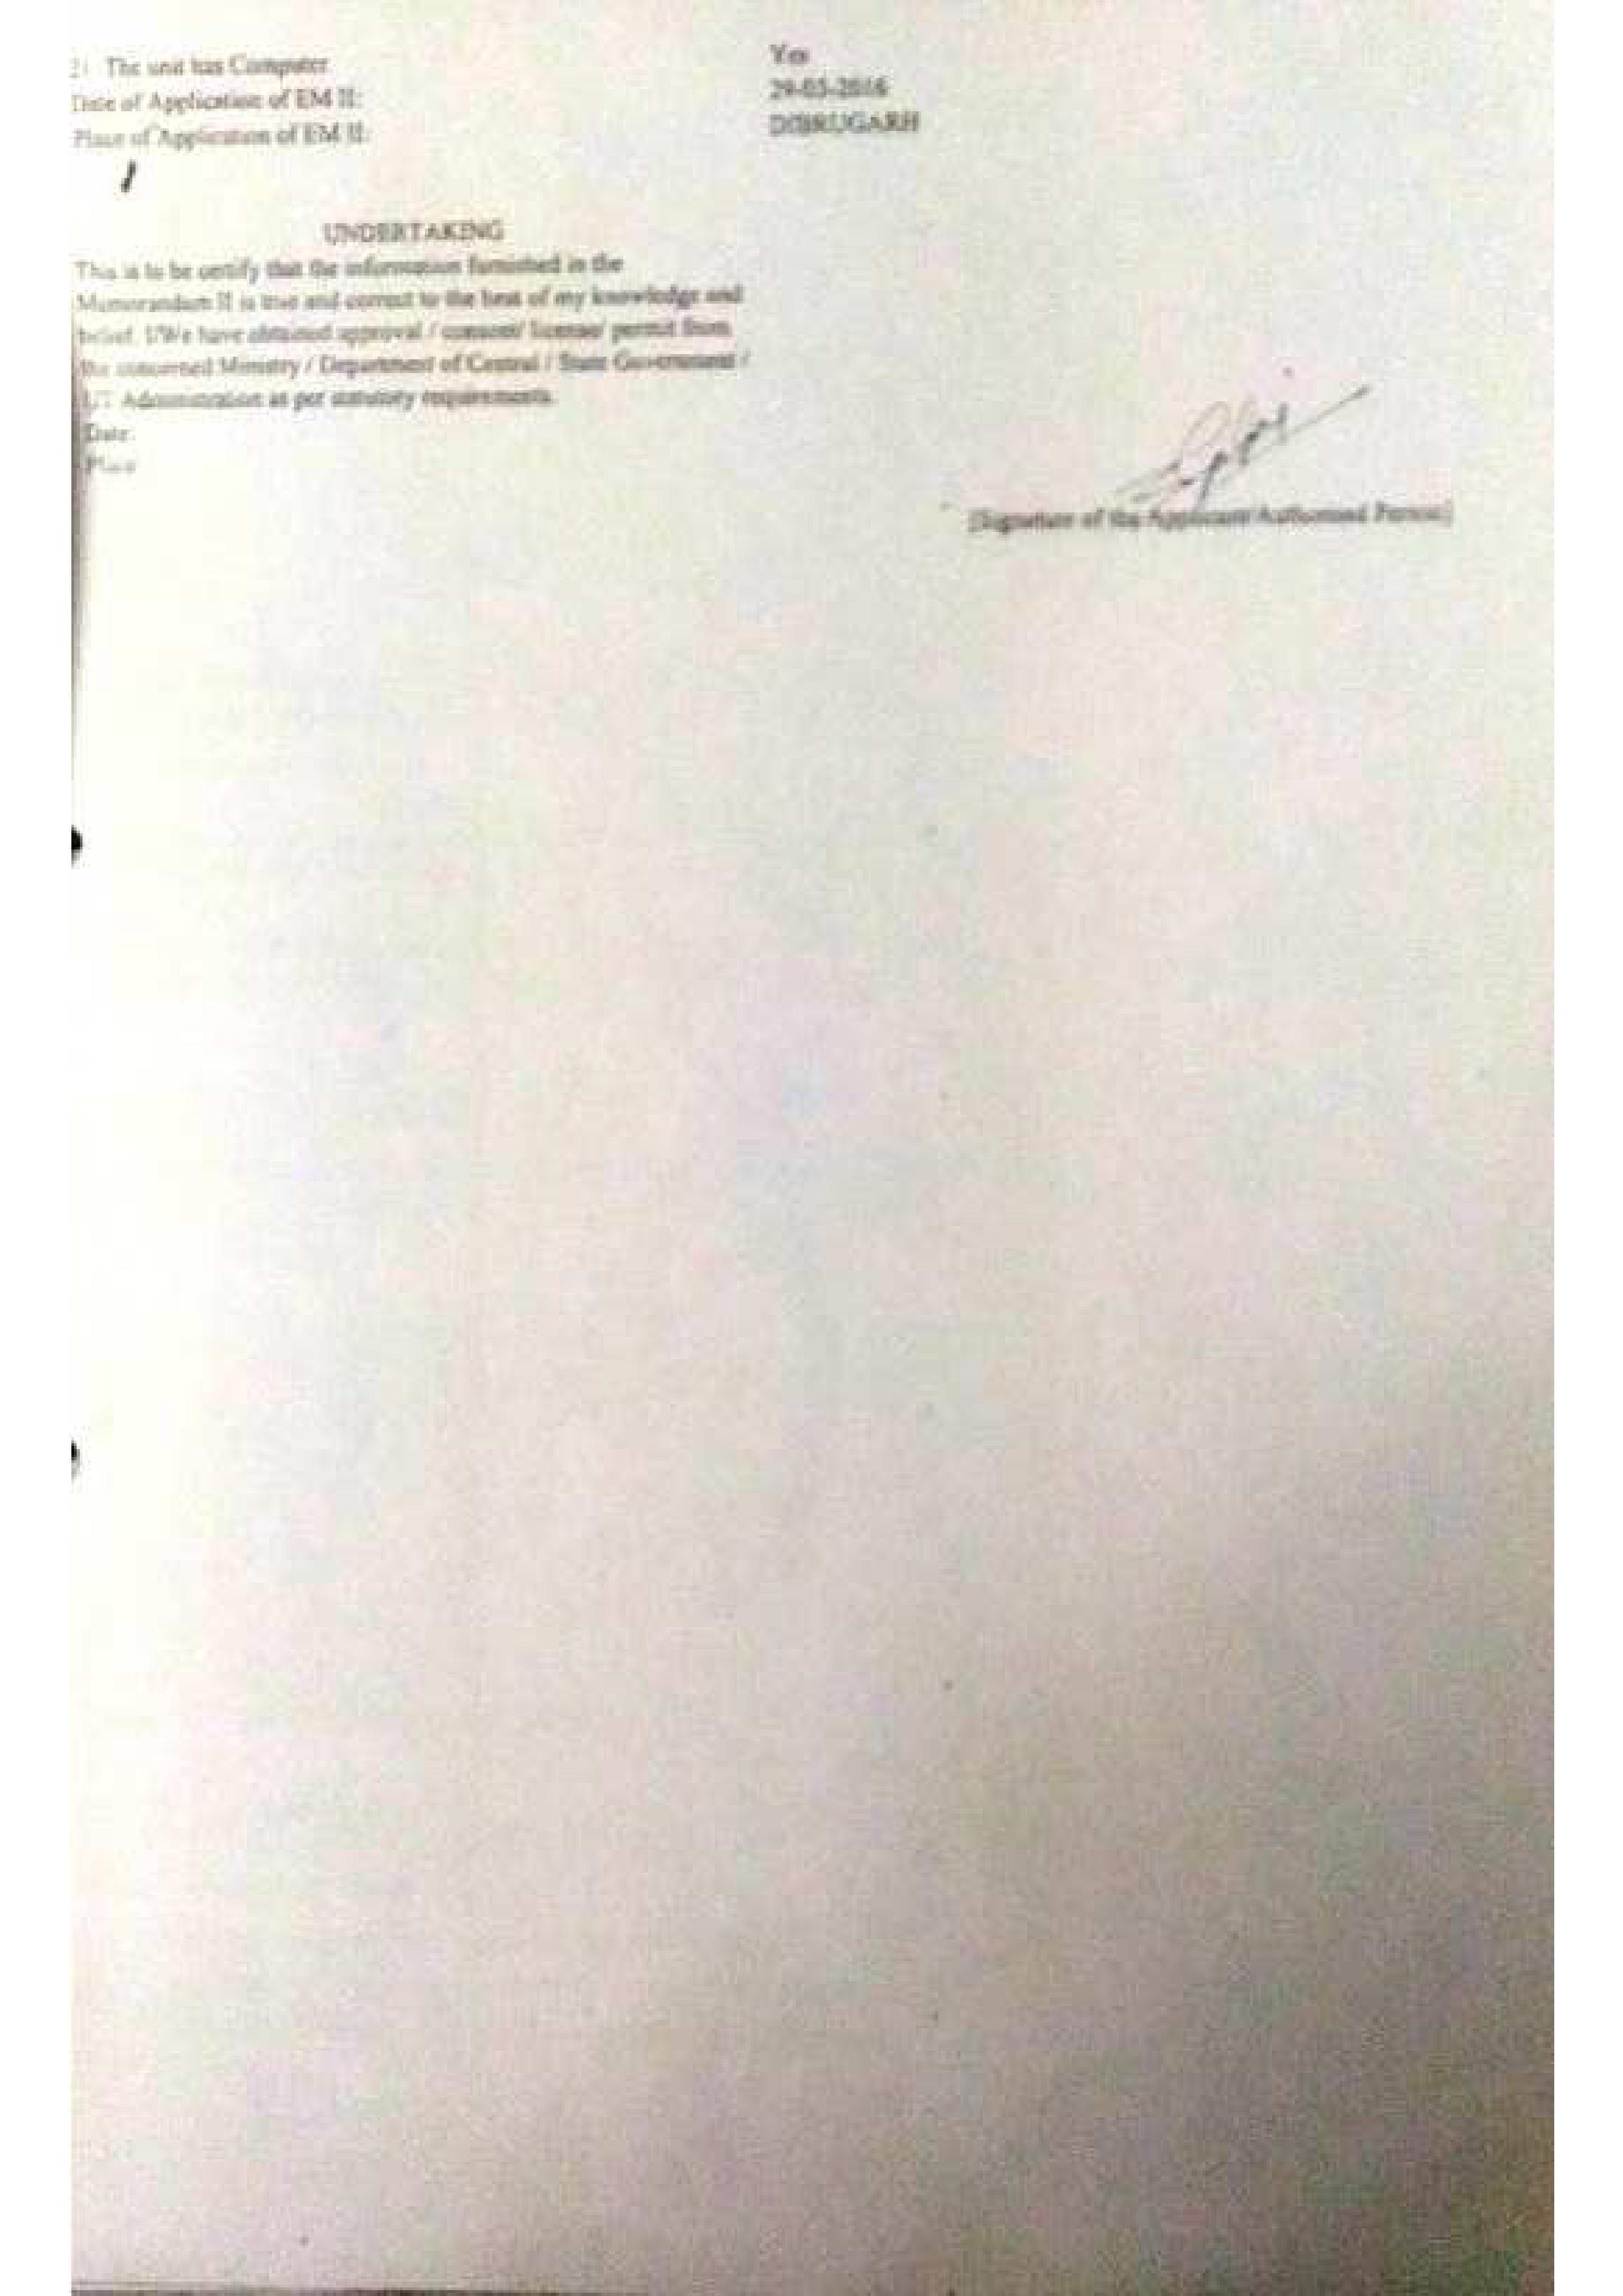 21 The unit has Computer Yes
Date of Application of EM II: 29-03-2016
Place of Application of EM II: DIBRUGARH
UNDERTAKING
This is to be certify that the information furnished in the
Memorandum II is true and correct to the best of my knowledge and
belief. I/We have obtained approval / consent/ license/ permit from
the concerned Ministry / Department of Central / State Government /
UT Administration as per statutory requirements.
Date:
Place
[Signature of the Applicant/Authorised Person]